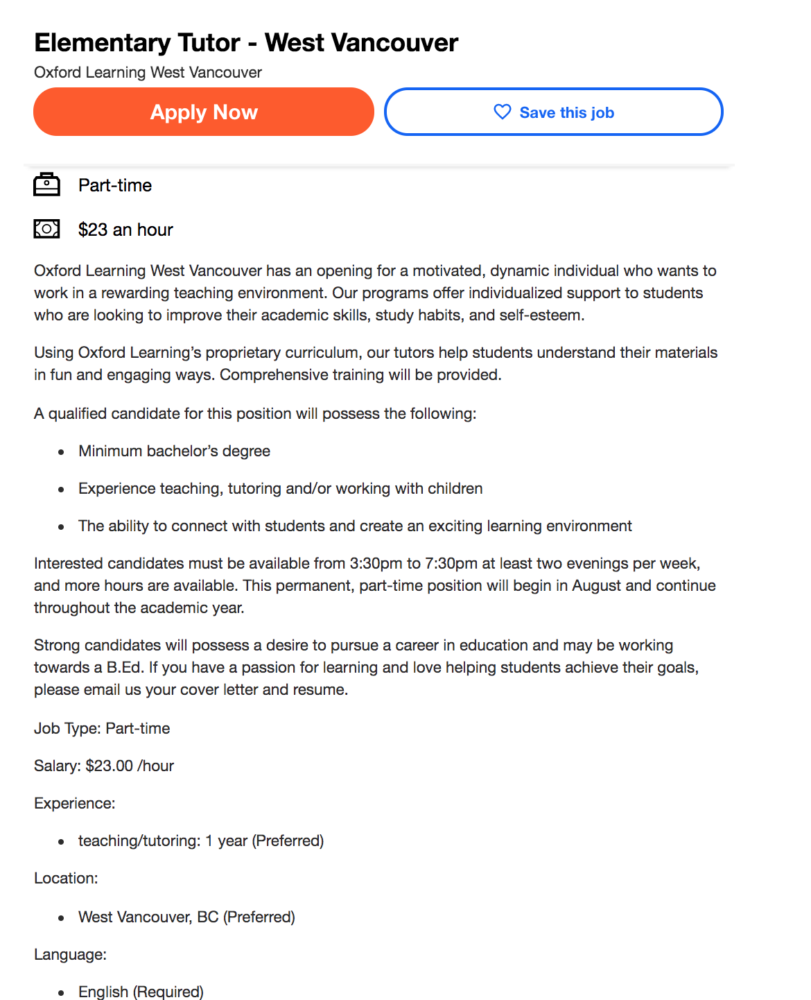 Elementary Tutor - West Vancouver
Oxford Learning West Vancouver
Apply Now
Save this job
Part-time
$23 an hour
Oxford Learning West Vancouver has an opening for a motivated, dynamic individual who wants to
work in a rewarding teaching environment. Our programs offer individualized support to students
who are looking to improve their academic skills, study habits, and self-esteem.
Using Oxford Learning’s proprietary curriculum, our tutors help students understand their materials
in fun and engaging ways. Comprehensive training will be provided.
A qualified candidate for this position will possess the following:
• Minimum bachelor’s degree
• Experience teaching, tutoring and/or working with children
• The ability to connect with students and create an exciting learning environment
Interested candidates must be available from 3:30pm to 7:30pm at least two evenings per week,
and more hours are available. This permanent, part-time position will begin in August and continue
throughout the academic year.
Strong candidates will possess a desire to pursue a career in education and may be working
towards a B.Ed. If you have a passion for learning and love helping students achieve their goals,
please email us your cover letter and resume.
Job Type: Part-time
Salary: $23.00 /hour
Experience:
• teaching/tutoring: 1 year (Preferred)
Location:
• West Vancouver, BC (Preferred)
Language:
• English (Required)